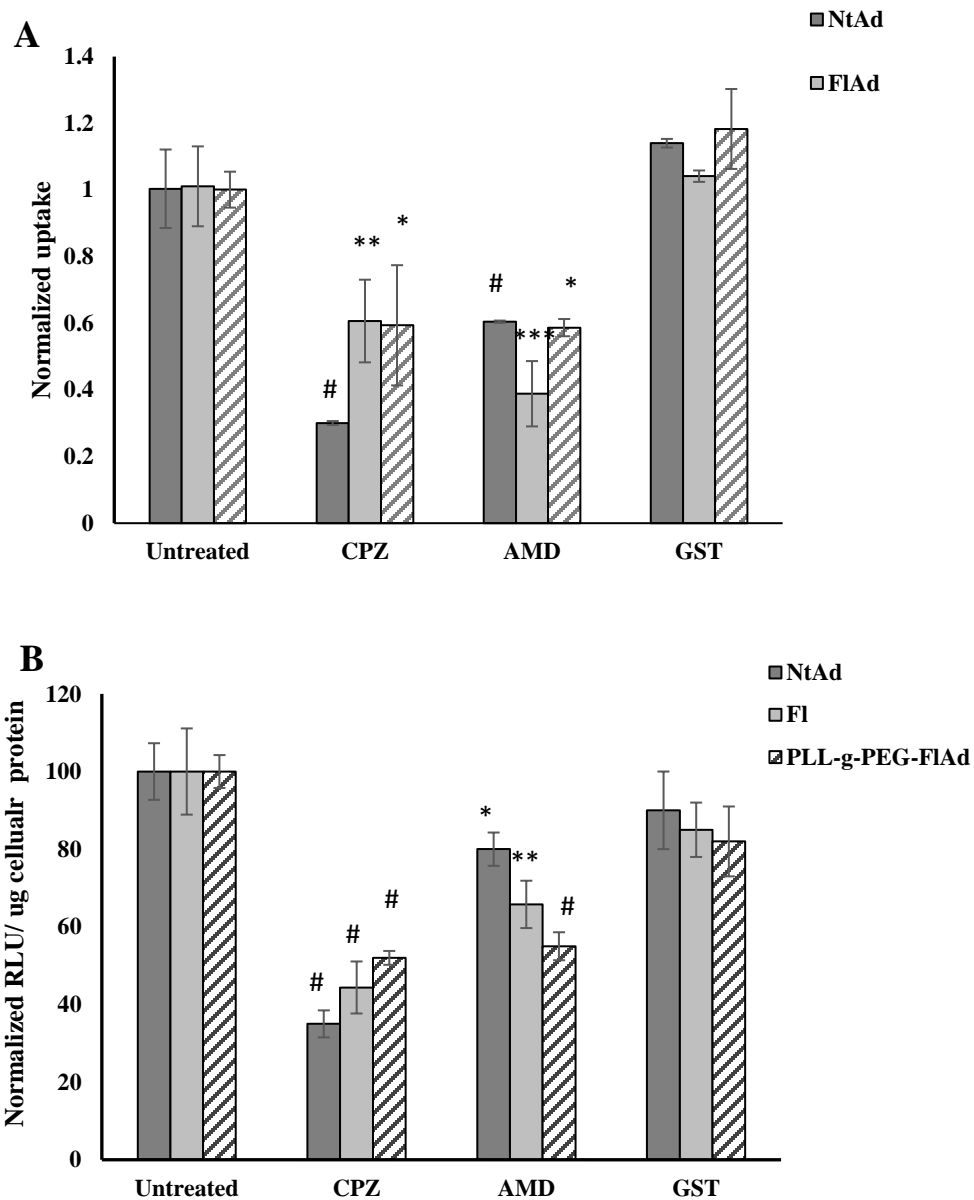 A
NtAd
FlAd
1.4
1.2
1
0.8
0.6
0.4
0.2
0
Normalized uptake
#
**
*
#
***
*
Untreated CPZ AMD GST
B
NtAd
Fl
PLL-g-PEG-FlAd
120
100
80
60
40
20
0
Normalized RLU/ ug cellualr protein
#
#
#
*
**
#
Untreated CPZ AMD GST